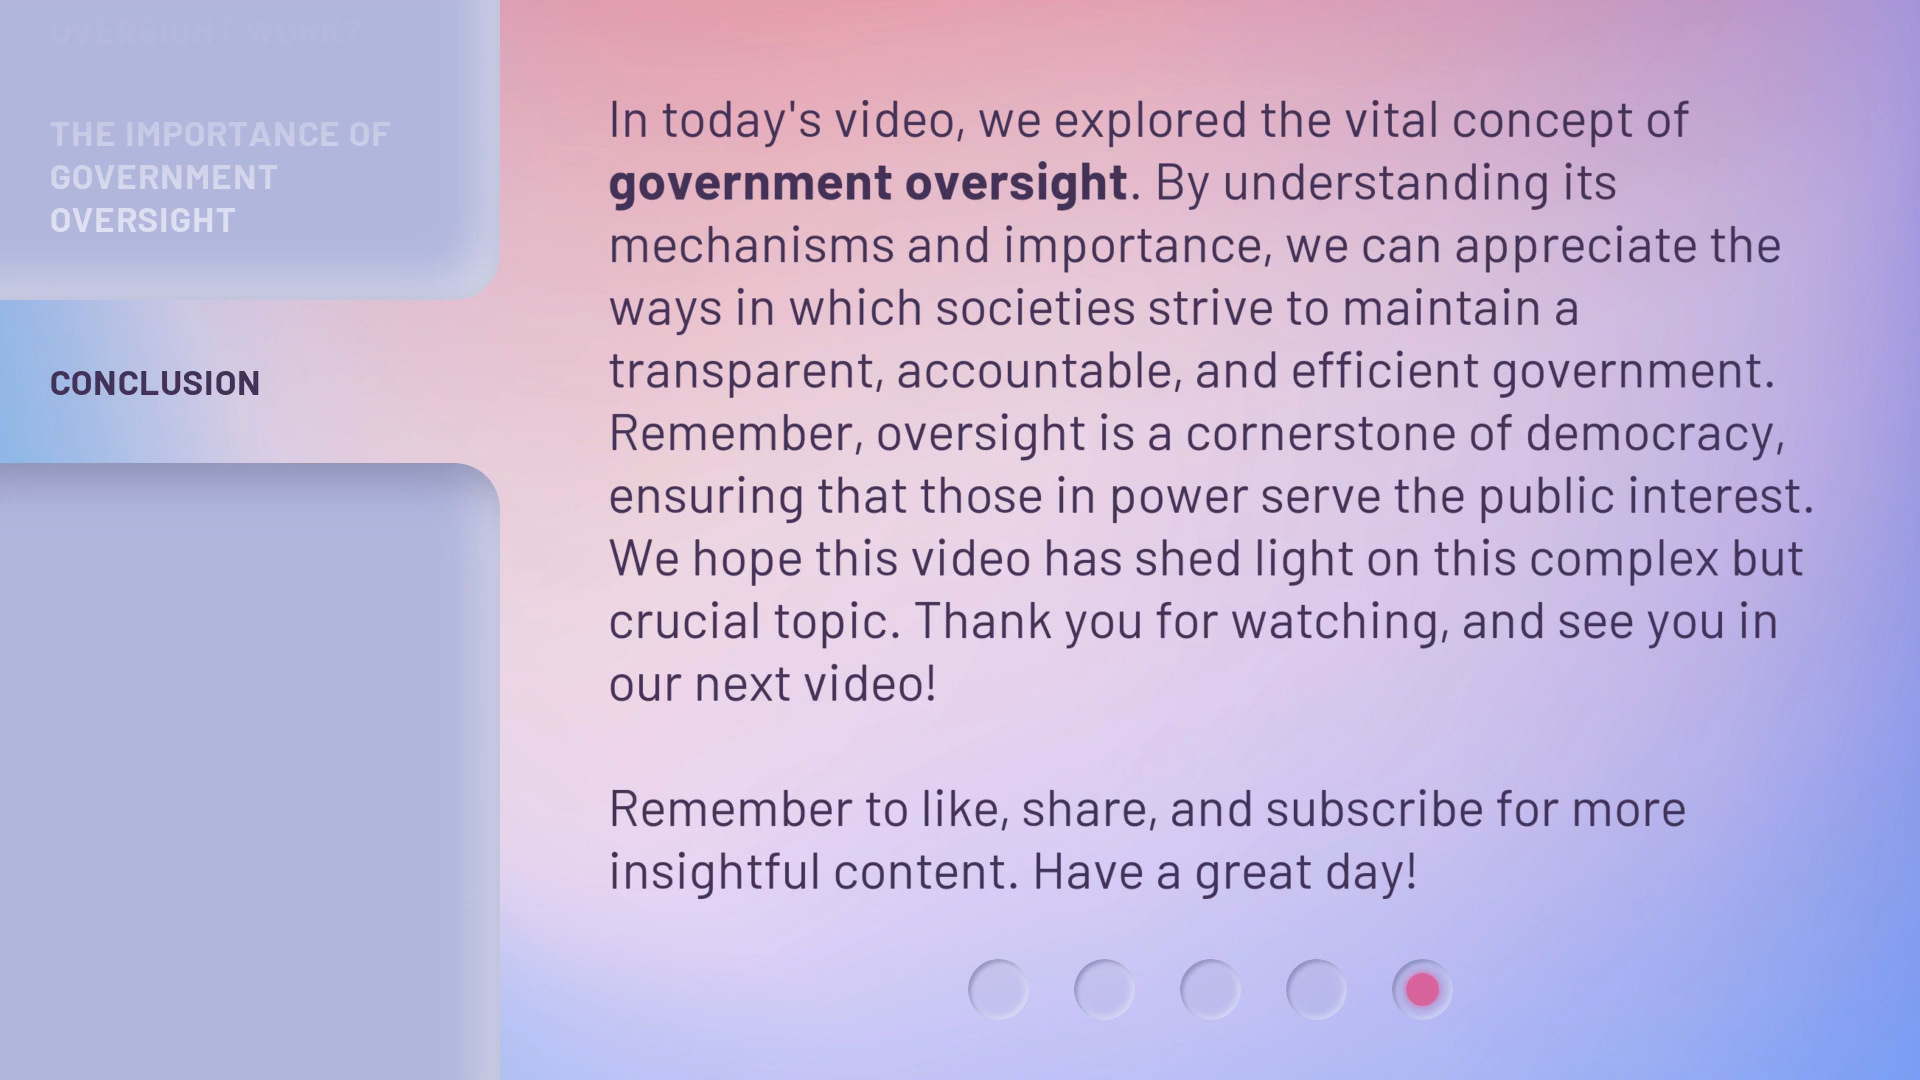 OVERSIGHT WORK?
THE IMPORTANCE OF
GOVERNMENT
OVERSIGHT
CONCLUSION
In today's video, we explored the vital concept of
government oversight. By understanding its
mechanisms and importance, we can appreciate the
ways in which societies strive to maintain a
transparent, accountable, and efficient government.
Remember, oversight is a cornerstone of democracy,
ensuring that those in power serve the public interest.
We hope this video has shed light on this complex but
crucial topic. Thank you for watching, and see you in
our next video!
Remember to like, share, and subscribe for more
insightful content. Have a great day!